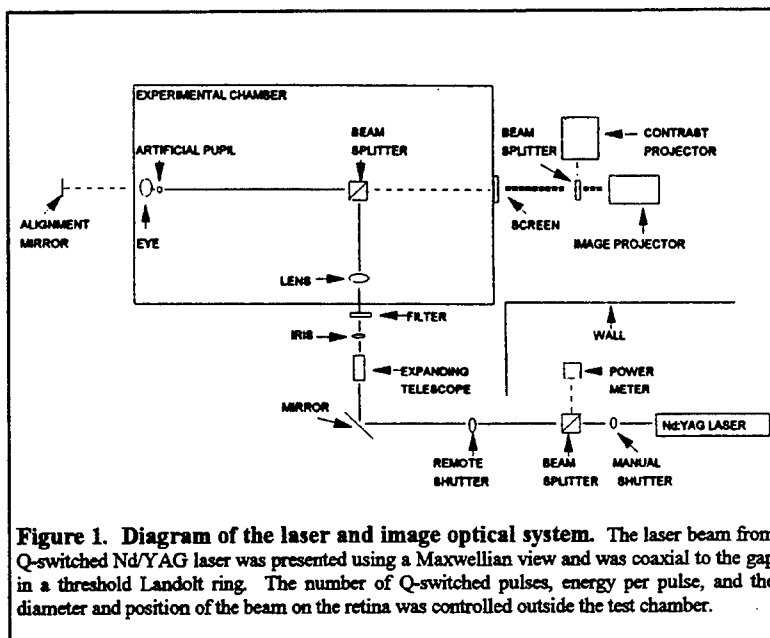 EXPERIMENTAL CHAMBER
BEAM
SPLITTER
ARTIFICIAL PUPIL
BEAM
SPLITTER
CONTRAST
PROJECTOR
ALIGNMENT
MIRROR
EYE
SCREEN
IMAGE PROJECTOR
LENS
FILTER
IRIS
WALL
EXPANDING
TELESCOPE
POWER
METER
MIRROR
Nd:YAG LASER
REMOTE
SHUTTER
BEAM
SPLITTER
MANUAL
SHUTTER
Figure 1. Diagram of the laser and image optical system. The laser beam from
Q-switched Nd/YAG laser was presented using a Maxwellian view and was coaxial to the gap
in a threshold Landolt ring. The number of Q-switched pulses, energy per pulse, and the
diameter and position of the beam on the retina was controlled outside the test chamber.